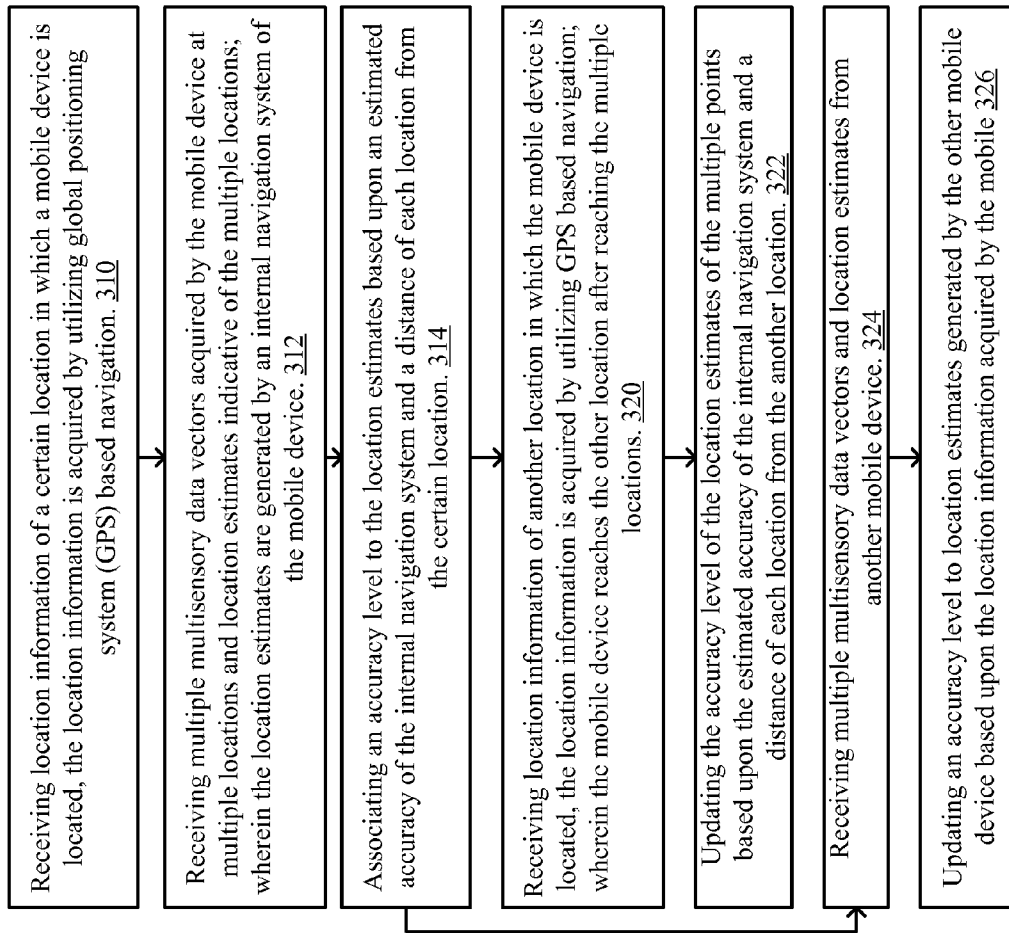 Receiving location information of a certain location in which a mobile device is
located, the location information is acquired by utilizing global positioning
system (GPS) based navigation. 310
Receiving multiple multisensory data vectors acquired by the mobile device at
multiple locations and location estimates indicative of the multiple locations;
wherein the location estimates are generated by an internal navigation system of
the mobile device. 312
Associating an accuracy level to the location estimates based upon an estimated
accuracy of the internal navigation system and a distance of each location from
the certain location. 314
Receiving location information of another location in which the mobile device is
located, the location information is acquired by utilizing GPS based navigation;
wherein the mobile device reaches the other location after reaching the multiple
locations. 320
Updating the accuracy level of the location estimates of the multiple points
based upon the estimated accuracy of the internal navigation system and a
distance of each location from the another location. 322
Receiving multiple multisensory data vectors and location estimates from
another mobile device. 324
Updating an accuracy level to location estimates generated by the other mobile
device based upon the location information acquired by the mobile 326